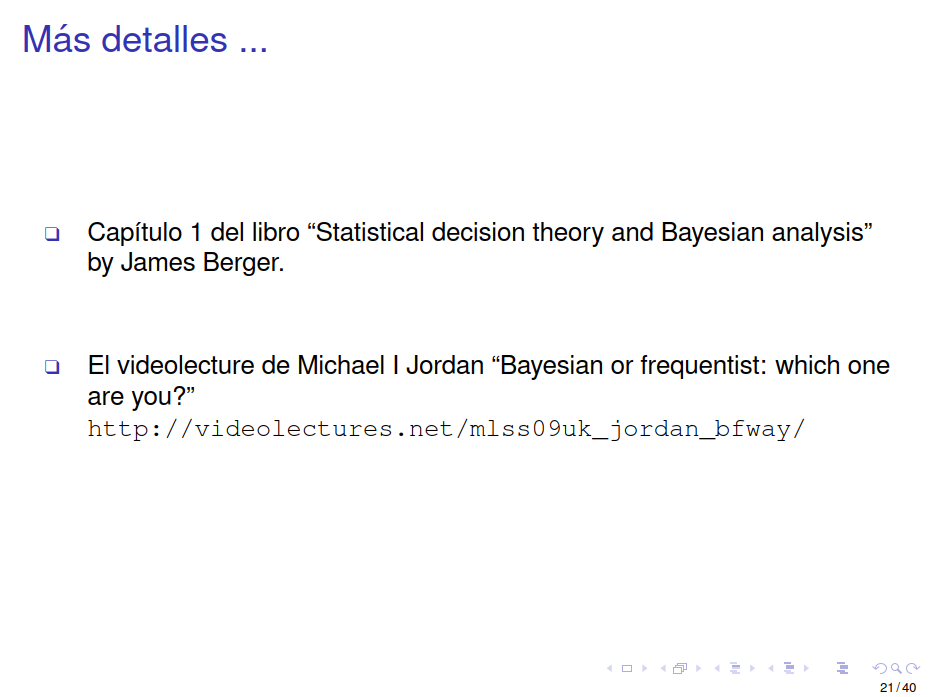 Más detalles ...
Capítulo 1 del libro “Statistical decision theory and Bayesian analysis”
by James Berger.
El videolecture de Michael I Jordan “Bayesian or frequentist: which one
are you?”
http://videolectures.net/mlss09uk_jordan_bfway/
21 / 40